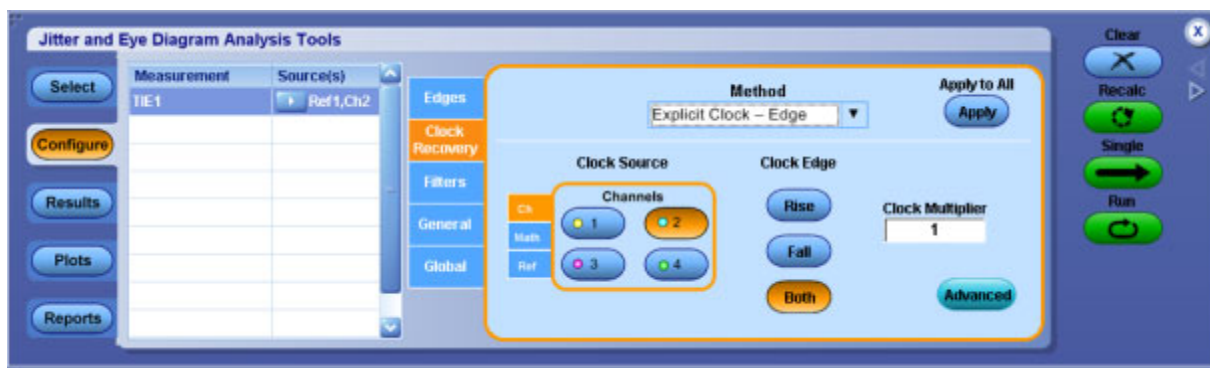 Jitter and Eye Diagram Analysis Tools
Select
Configure
Results
Plots
Reports
Measurement Source(s)
TIE1 Ref1,Ch2
Edges
Clock
Recovery
Filters
General
Global
Method
Explicit Clock – Edge
Apply to All
Apply
Clock Source
Ch
Math
Ref
Channels
1
2
3
4
Clock Edge
Rise
Fall
Both
Clock Multiplier
1
Advanced
Clear
X
Recalc
Single
Run